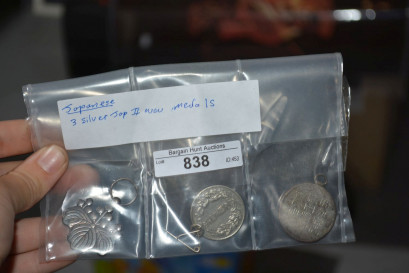 Japanese
3 Silver Jap II War medals
Bargain Hunt Auctions
Lot# 838